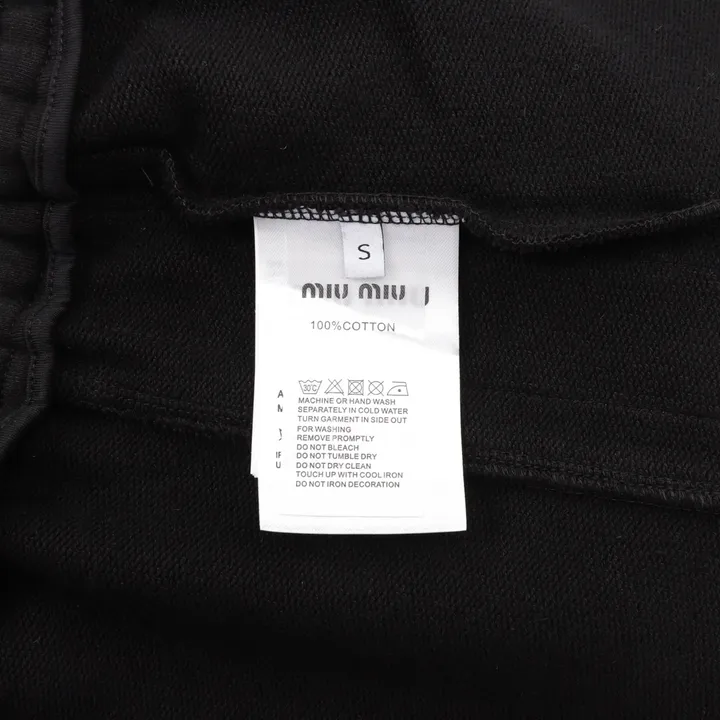 S
MIU MIU
100%COTTON
30°C
A
M
IF
U
MACHINE OR HAND WASH
SEPARATELY IN COLD WATER
TURN GARMENT IN SIDE OUT
FOR WASHING
REMOVE PROMPTLY
DO NOT BLEACH
DO NOT TUMBLE DRY
DO NOT DRY CLEAN
TOUCH UP WITH COOL IRON
DO NOT IRON DECORATION